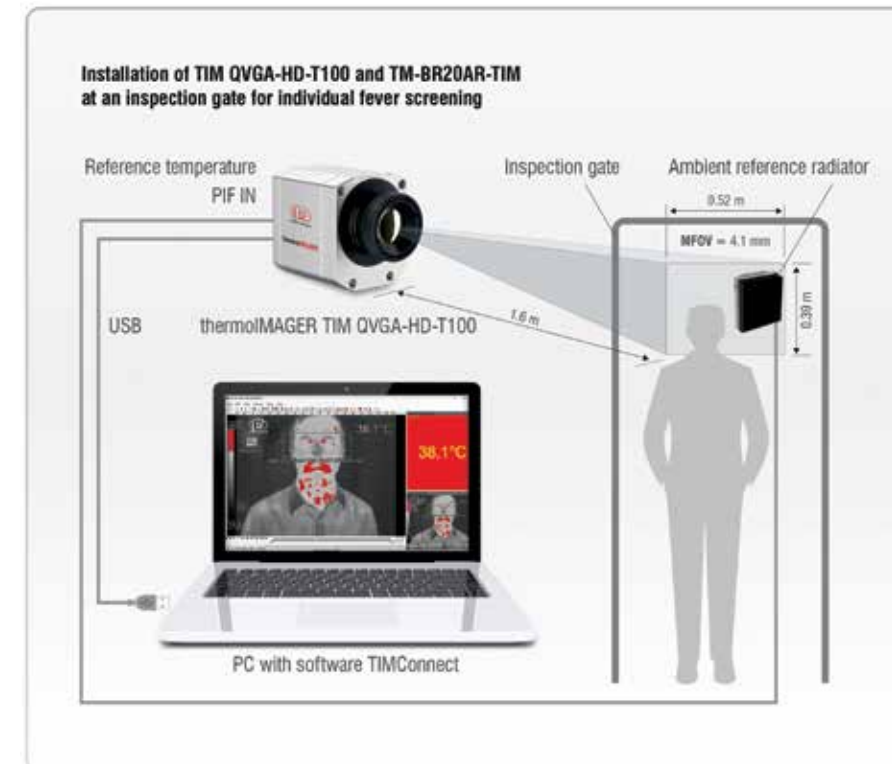 Installation of TIM QVGA-HD-T100 and TM-BR20AR-TIM
at an inspection gate for individual fever screening
Reference temperature
PIF IN
Inspection gate
Ambient reference radiator
0.52 m
MFOV = 4.1 mm
0.39 m
1.6 m
USB
thermoIMAGER TIM QVGA-HD-T100
38,1°C
PC with software TIMConnect